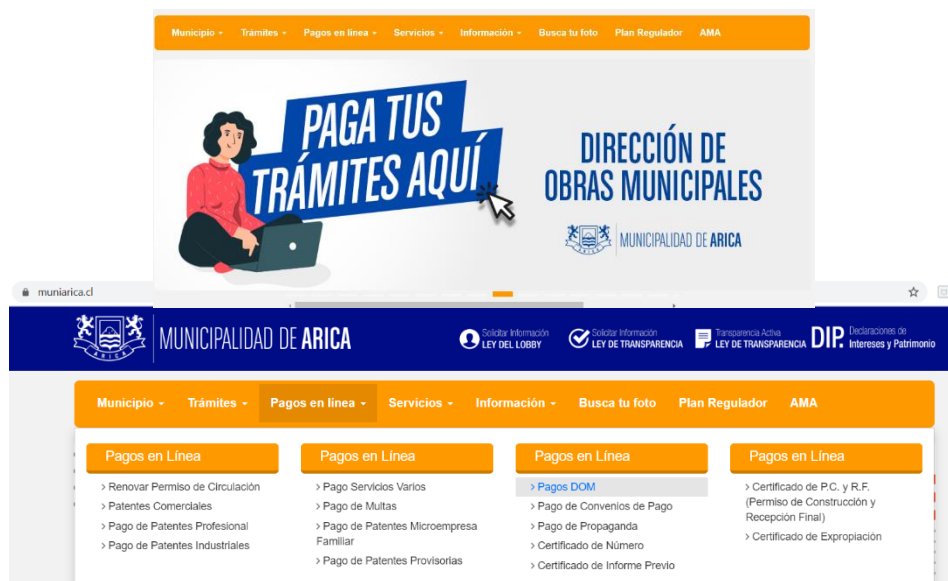 Municipio Trámites Pagos en línea Servicios Información Busca tu foto Plan Regulador AMA
PAGA TUS
TRÁMITES AQUÍ
DIRECCIÓN DE
OBRAS MUNICIPALES
ARICA
MUNICIPALIDAD DE ARICA
muniarica.cl
ARICA
MUNICIPALIDAD DE ARICA
Solicitar Información
LEY DEL LOBBY
Solicitar Información
LEY DE TRANSPARENCIA
Transparencia Activa
LEY DE TRANSPARENCIA
DIP.
Declaraciones de
Intereses y Patrimonio
Municipio Trámites Pagos en línea Servicios Información Busca tu foto Plan Regulador AMA
Pagos en Línea
> Renovar Permiso de Circulación
> Patentes Comerciales
> Pago de Patentes Profesional
> Pago de Patentes Industriales
Pagos en Línea
> Pago Servicios Varios
> Pago de Multas
> Pago de Patentes Microempresa
Familiar
> Pago de Patentes Provisorias
Pagos en Línea
> Pagos DOM
> Pago de Convenios de Pago
> Pago de Propaganda
> Certificado de Número
> Certificado de Informe Previo
Pagos en Línea
> Certificado de P.C. y R.F.
(Permiso de Construcción y
Recepción Final)
> Certificado de Expropiación